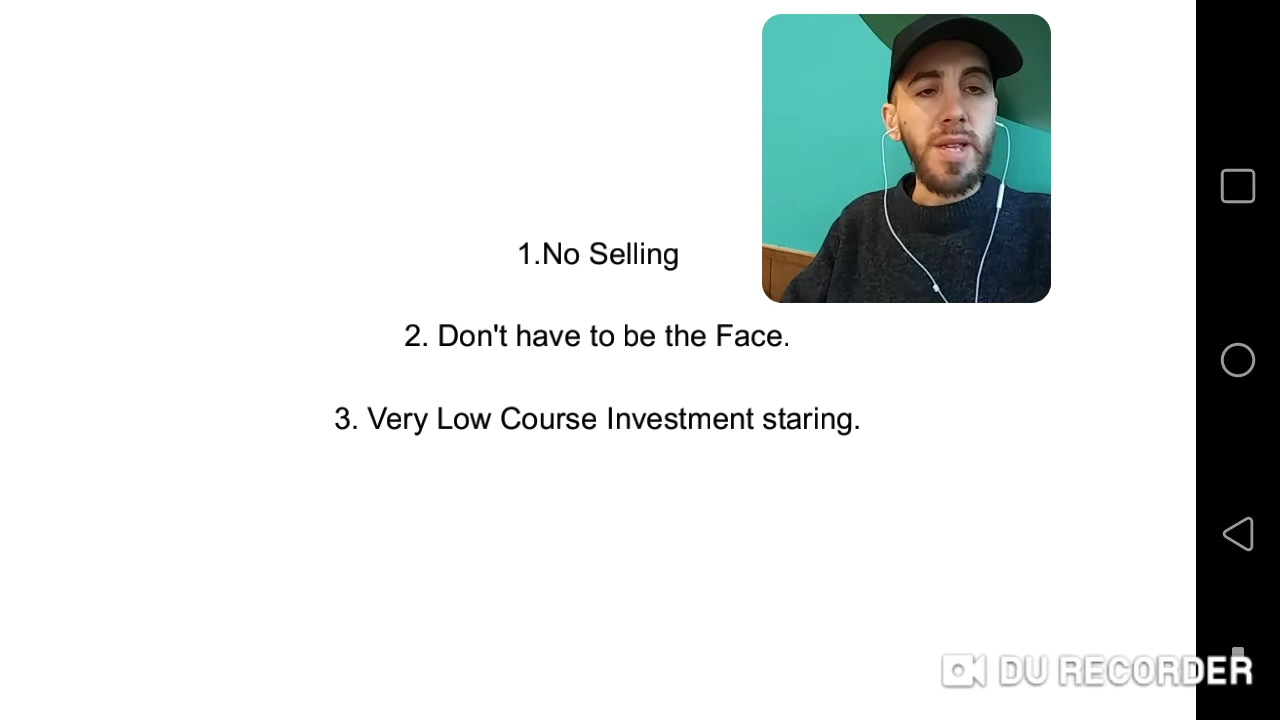 1.No Selling
2. Don't have to be the Face.
3. Very Low Course Investment staring.
DU RECORDER